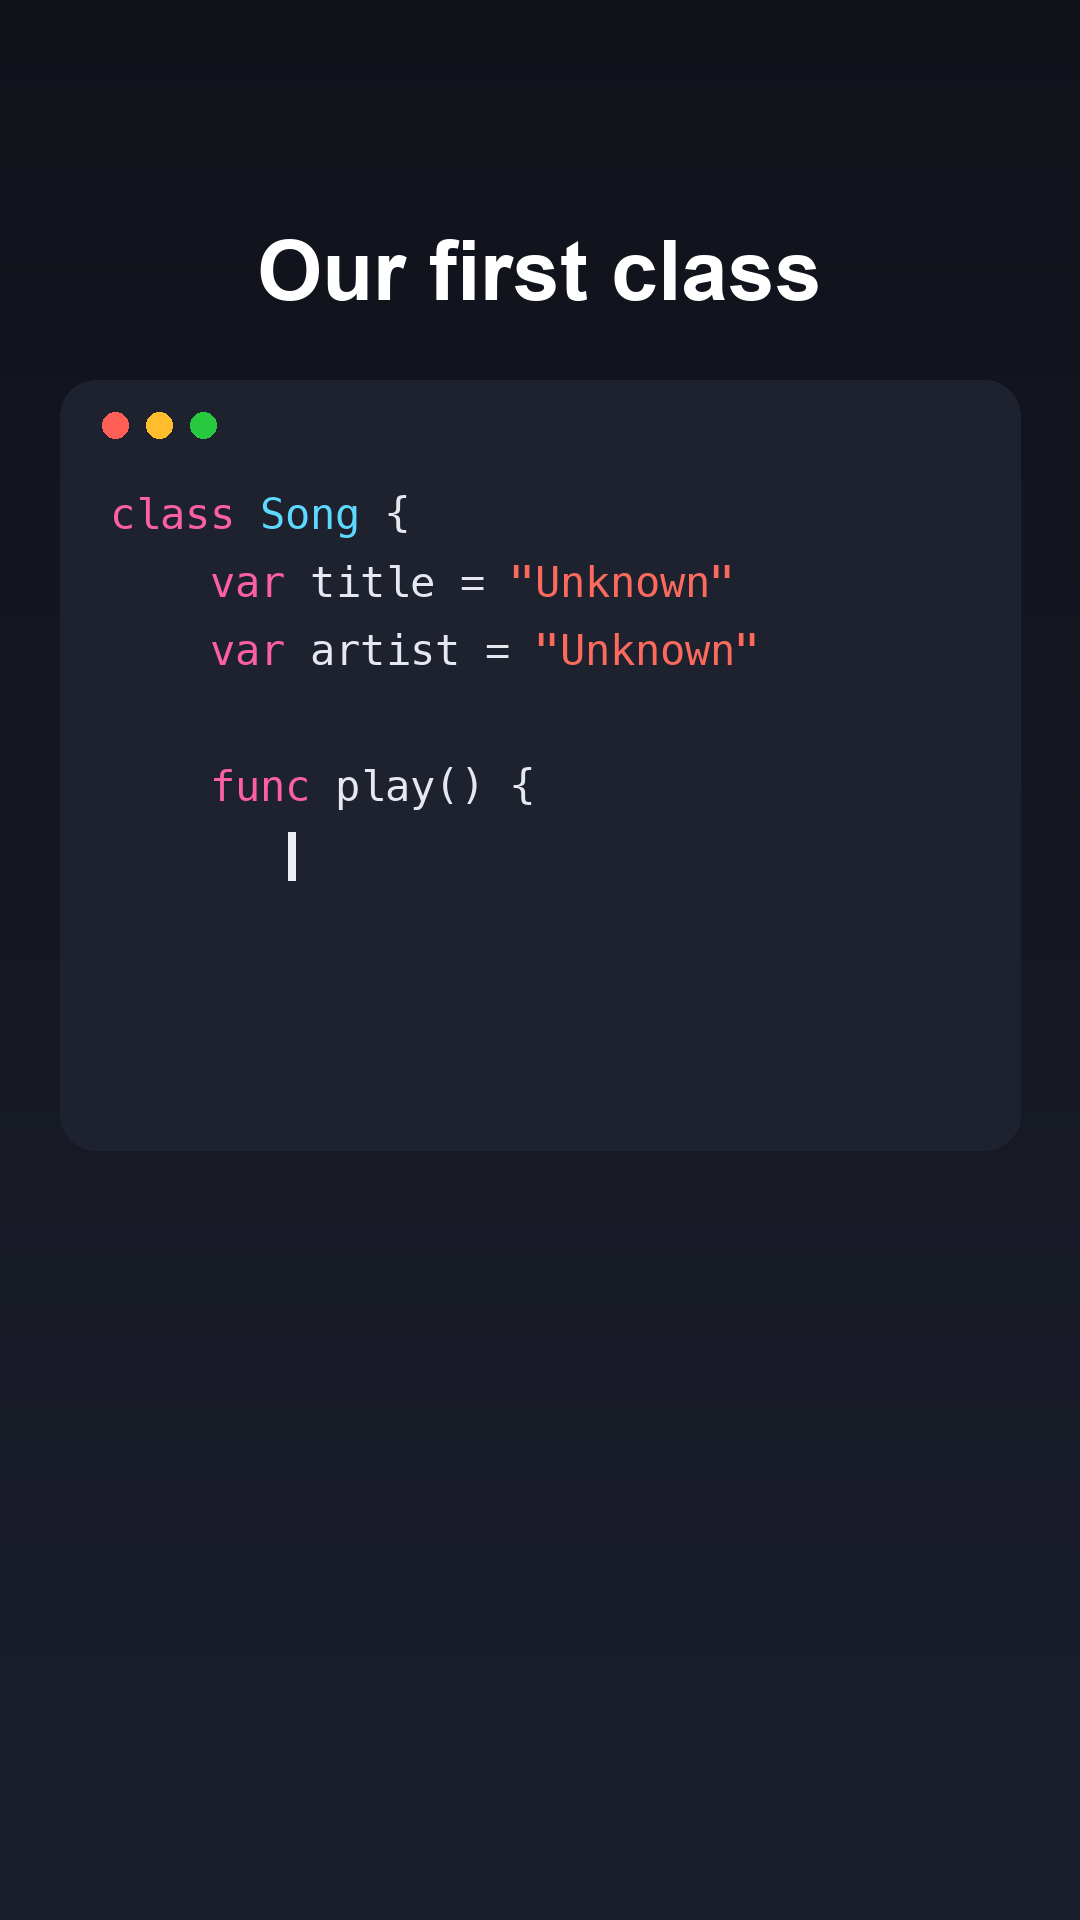 Our first class
class Song {
    var title = "Unknown"
    var artist = "Unknown"

    func play() {